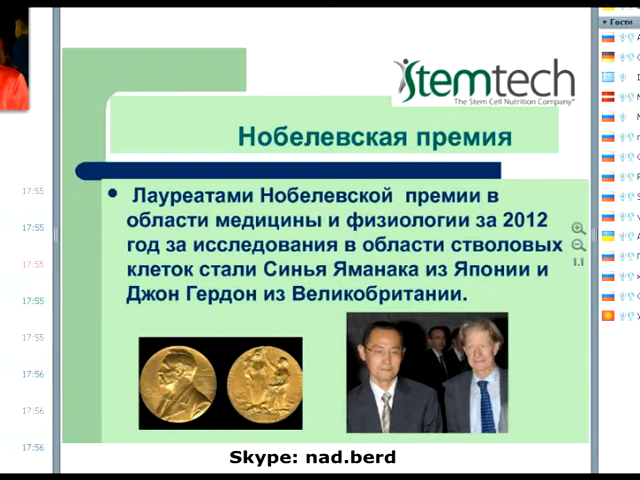 Гости
Stemtech
The Stem Cell Nutrition Company™
Нобелевская премия
• Лауреатами Нобелевской премии в
области медицины и физиологии за 2012
год за исследования в области стволовых
клеток стали Синья Яманака из Японии и
Джон Гердон из Великобритании.
17:55
17:55
17:55
17:55
17:55
17:56
17:56
17:56
1:1
Skype: nad.berd